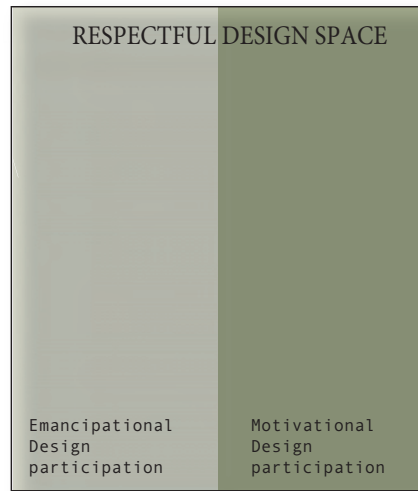 RESPECTFUL DESIGN SPACE
Emancipational
Design
participation
Motivational
Design
participation